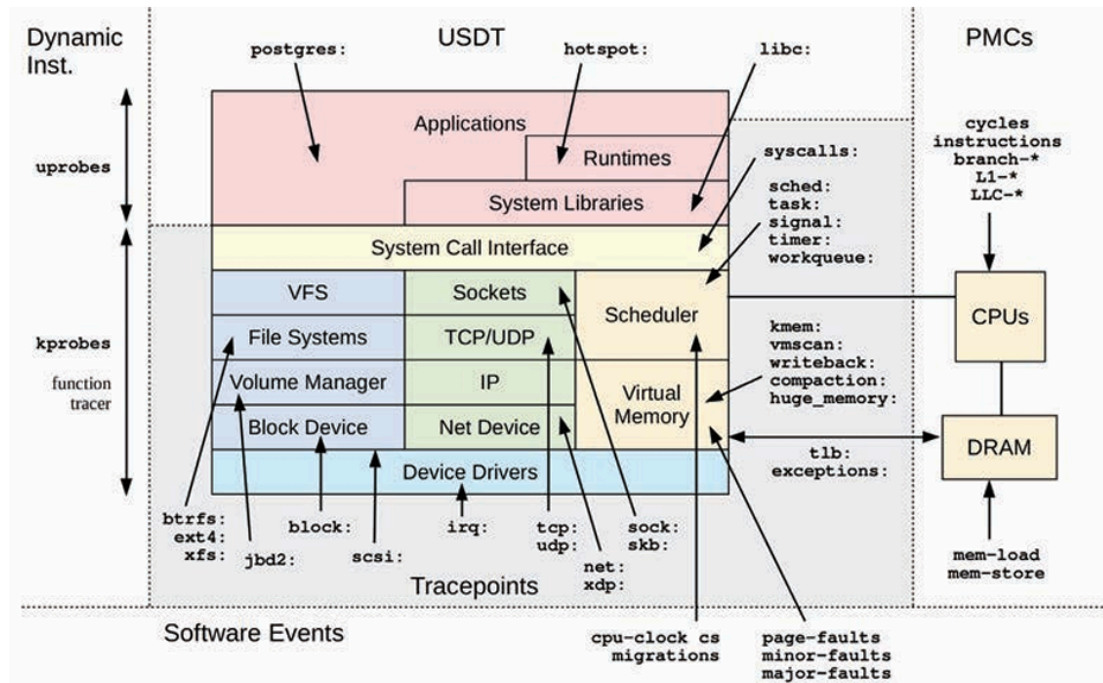 Dynamic
Inst.
USDT
PMCs
postgres:
hotspot:
libc:
Applications
Runtimes
System Libraries
uprobes
syscalls:
cycles
instructions
branch-*
L1-*
LLC-*
sched:
task:
signal:
timer:
workqueue:
System Call Interface
VFS
Sockets
Scheduler
CPUs
File Systems
TCP/UDP
kprobes
function
tracer
kmem:
vmscan:
writeback:
compaction:
huge_memory:
Volume Manager
IP
Virtual
Memory
Block Device
Net Device
DRAM
tlb:
exceptions:
Device Drivers
btrfs:
ext4:
xfs:
jbd2:
block:
scsi:
irq:
tcp:
udp:
sock:
skb:
net:
xdp:
mem-load
mem-store
Tracepoints
Software Events
cpu-clock cs
migrations
page-faults
minor-faults
major-faults